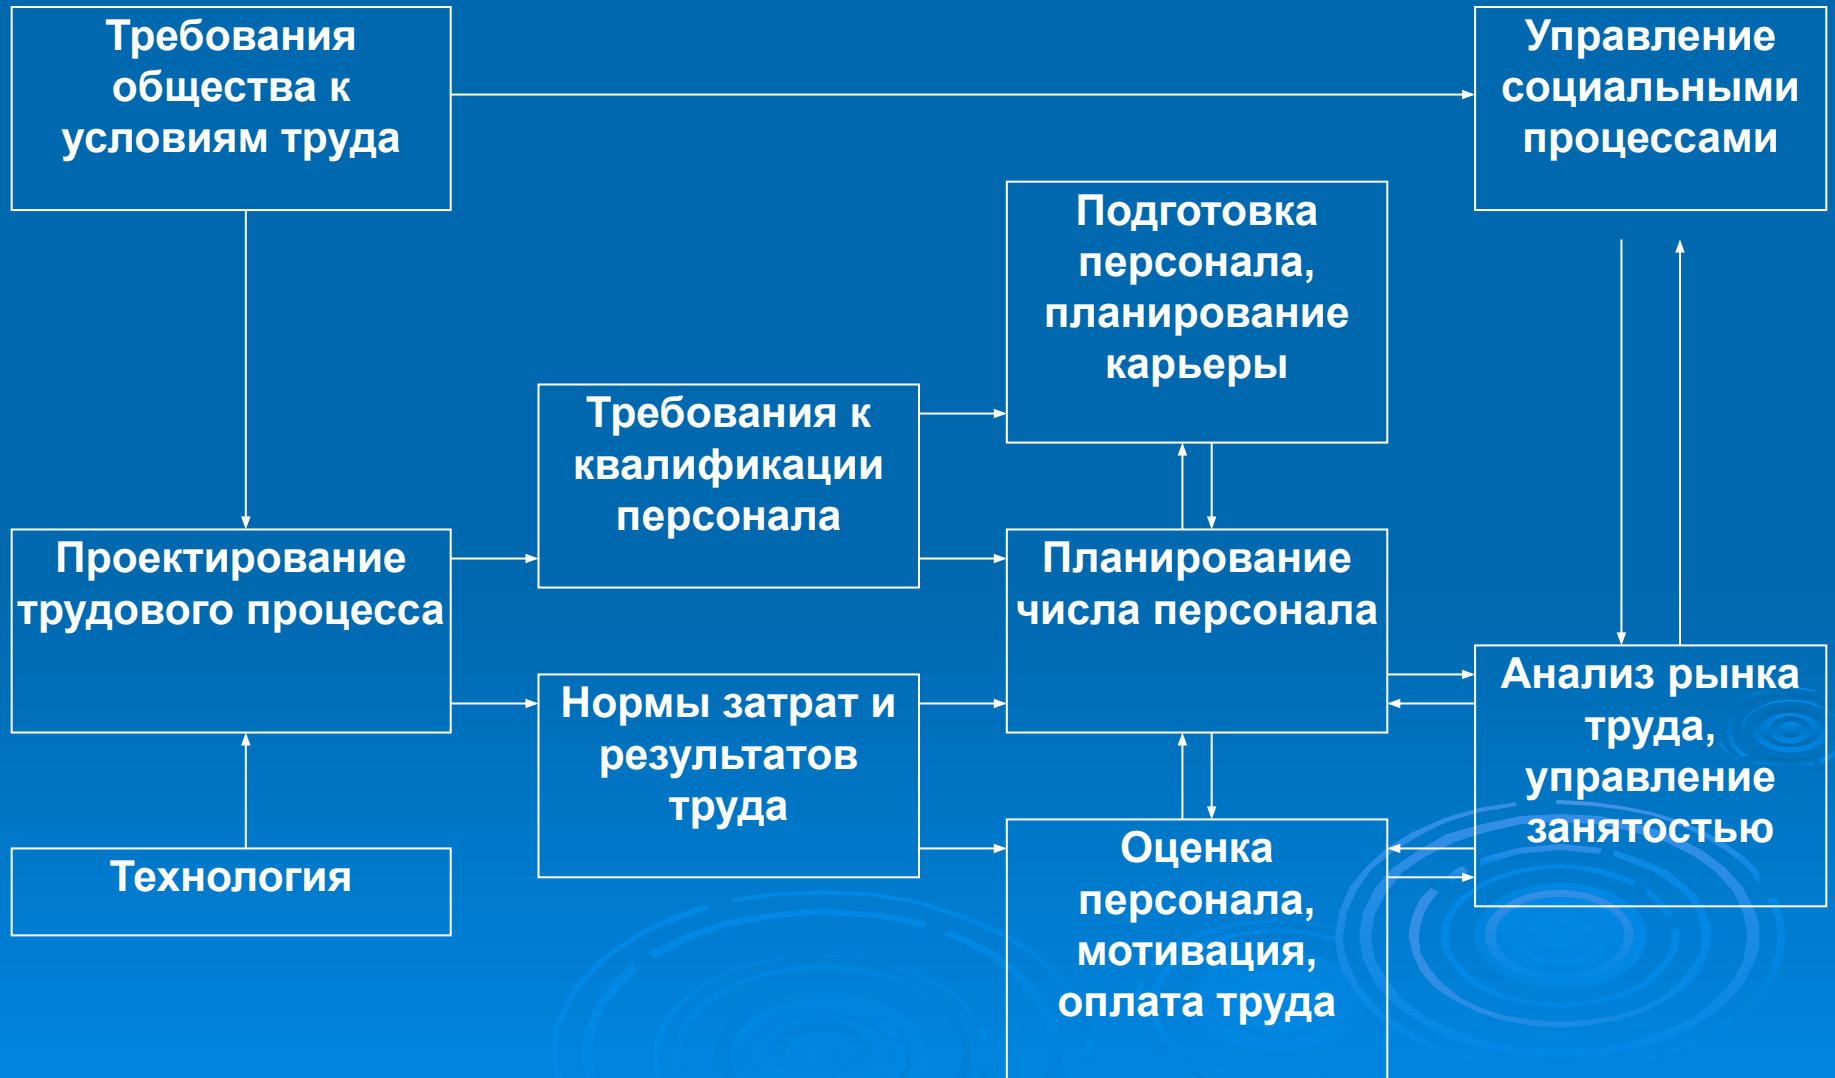 Требования
общества к
условиям труда
Управление
социальными
процессами
Подготовка
персонала,
планирование
карьеры
Требования к
квалификации
персонала
Проектирование
трудового процесса
Планирование
числа персонала
Нормы затрат и
результатов
труда
Анализ рынка
труда,
управление
занятостью
Технология
Оценка
персонала,
мотивация,
оплата труда